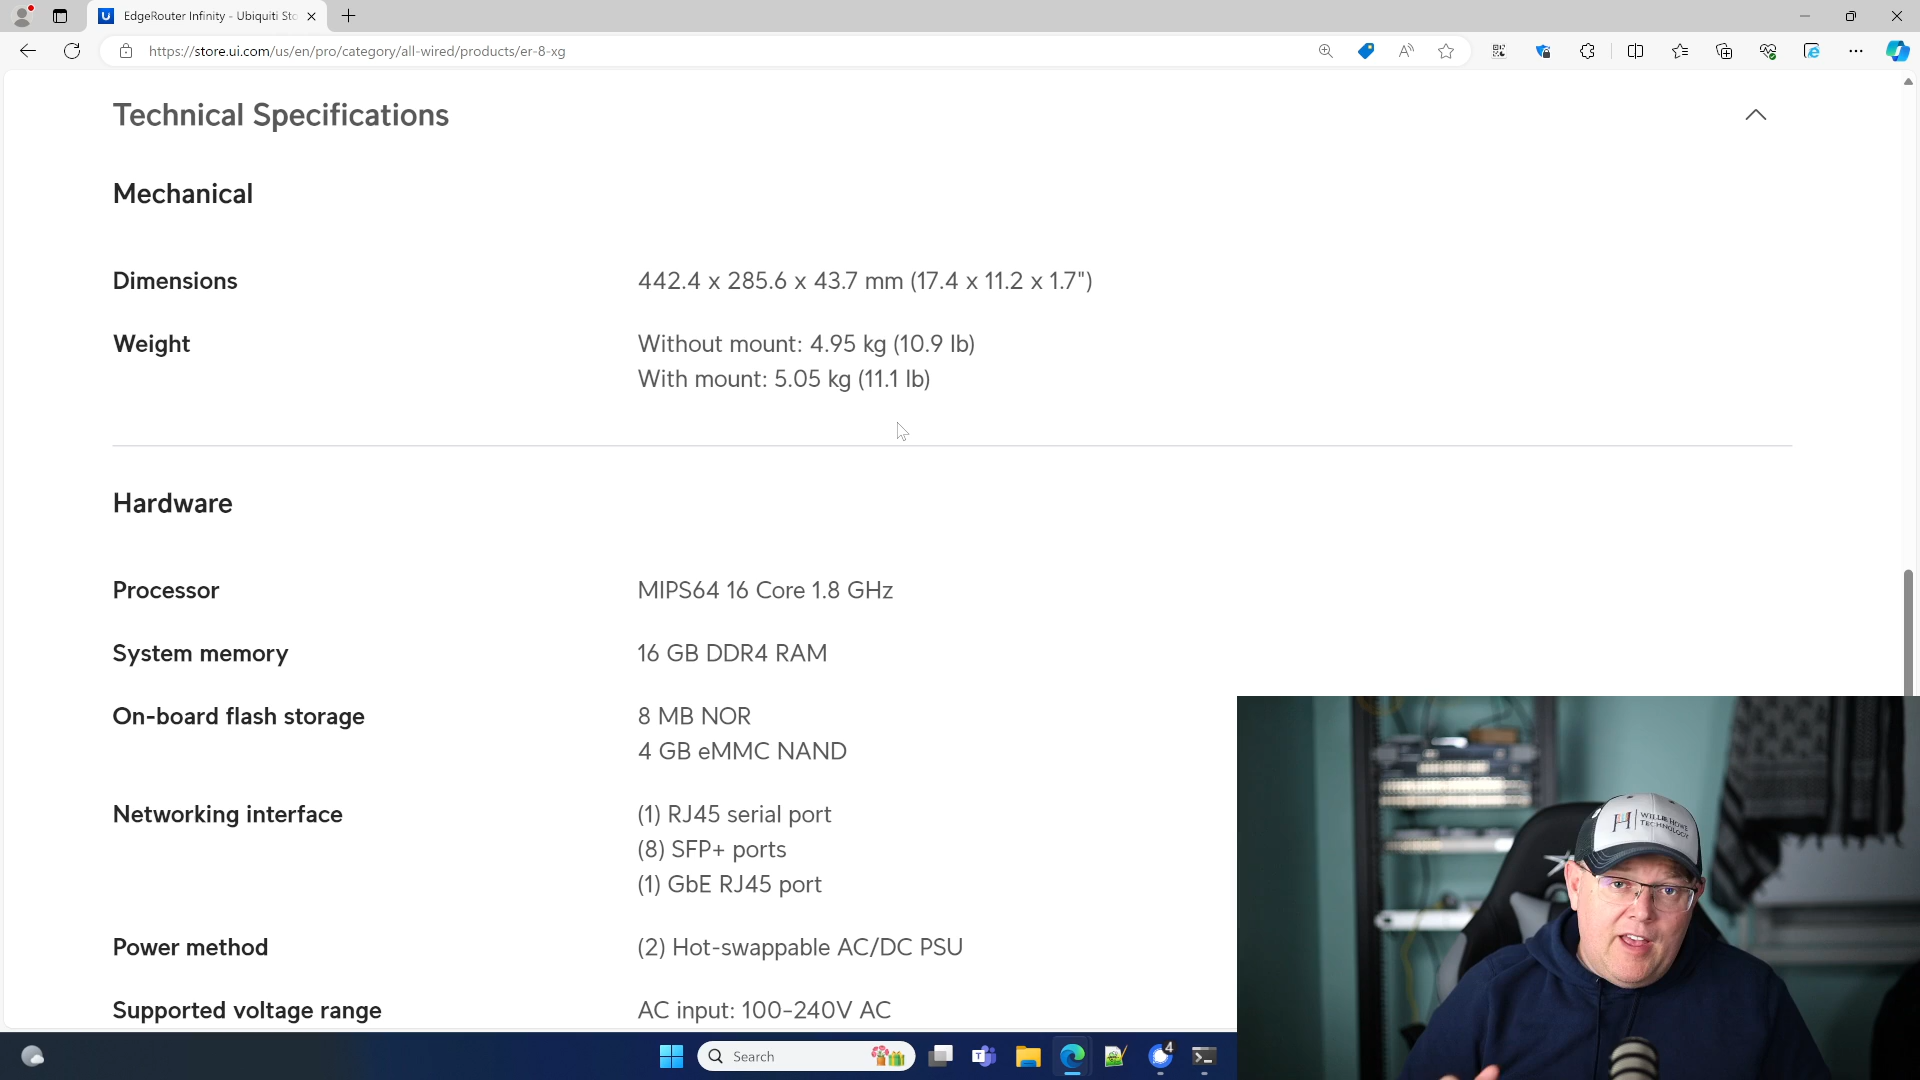 EdgeRouter Infinity - Ubiquiti Sto
https://store.ui.com/us/en/pro/category/all-wired/products/er-8-xg
Technical Specifications
Mechanical
Dimensions
442.4 x 285.6 x 43.7 mm (17.4 x 11.2 x 1.7")
Weight
Without mount: 4.95 kg (10.9 lb)
With mount: 5.05 kg (11.1 lb)
Hardware
Processor
MIPS64 16 Core 1.8 GHz
System memory
16 GB DDR4 RAM
On-board flash storage
8 MB NOR
4 GB eMMC NAND
Networking interface
(1) RJ45 serial port
(8) SFP+ ports
(1) GbE RJ45 port
Power method
(2) Hot-swappable AC/DC PSU
Supported voltage range
AC input: 100-240V AC
H WILLIE HOWE
TECHNOLOGY
Search
4